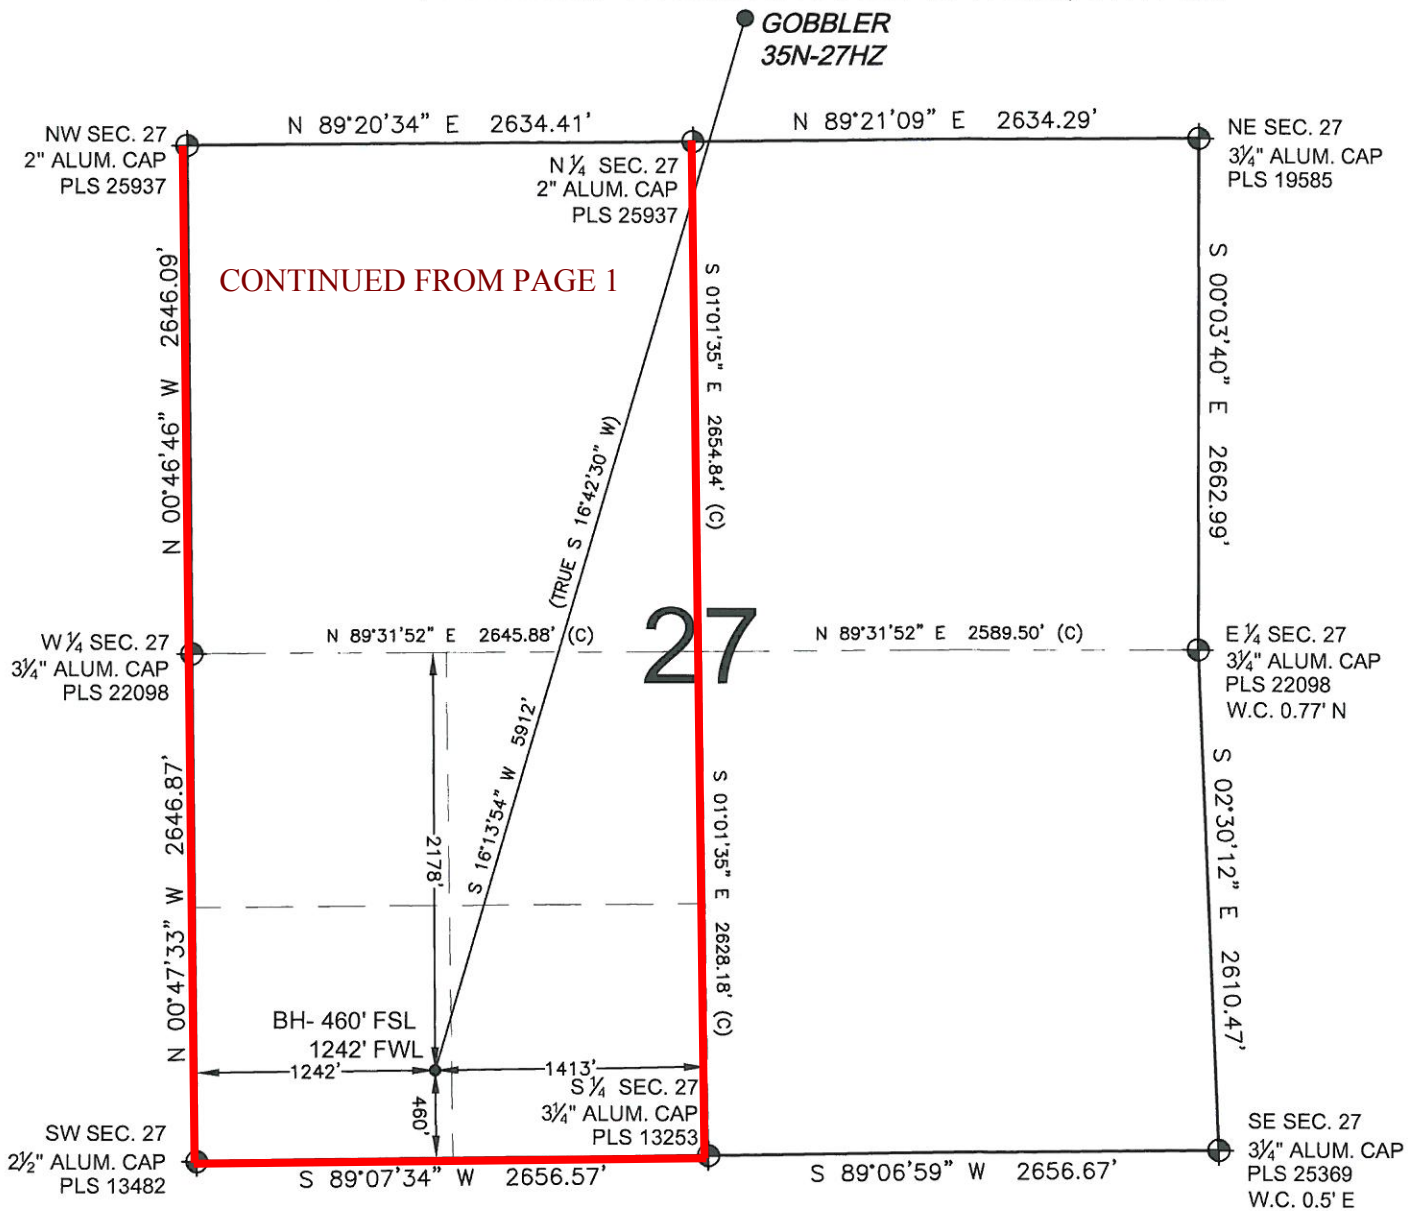 GOBBLER
35N-27HZ
N 89°20'34" E 2634.41'
N 89°21'09" E 2634.29'
NW SEC. 27
2" ALUM. CAP
PLS 25937
N ¼ SEC. 27
2" ALUM. CAP
PLS 25937
NE SEC. 27
3¼" ALUM. CAP
PLS 19585
CONTINUED FROM PAGE 1
N 00°46'46" W 2646.09'
S 01°01'35" E 2654.84' (C)
S 00°03'40" E 2662.99'
(TRUE S 16°42'30" W)
S 16°13'54" W 5912'
27
W ¼ SEC. 27
3¼" ALUM. CAP
PLS 22098
N 89°31'52" E 2645.88' (C)
N 89°31'52" E 2589.50' (C)
E ¼ SEC. 27
3¼" ALUM. CAP
PLS 22098
W.C. 0.77' N
N 00°47'33" W 2646.87'
2178'
S 01°01'35" E 2628.18' (C)
S 02°30'12" E 2610.47'
BH- 460' FSL
1242' FWL
1242'
1413'
460'
S ¼ SEC. 27
3¼" ALUM. CAP
PLS 13253
SW SEC. 27
2½" ALUM. CAP
PLS 13482
S 89°07'34" W 2656.57'
S 89°06'59" W 2656.67'
SE SEC. 27
3¼" ALUM. CAP
PLS 25369
W.C. 0.5' E